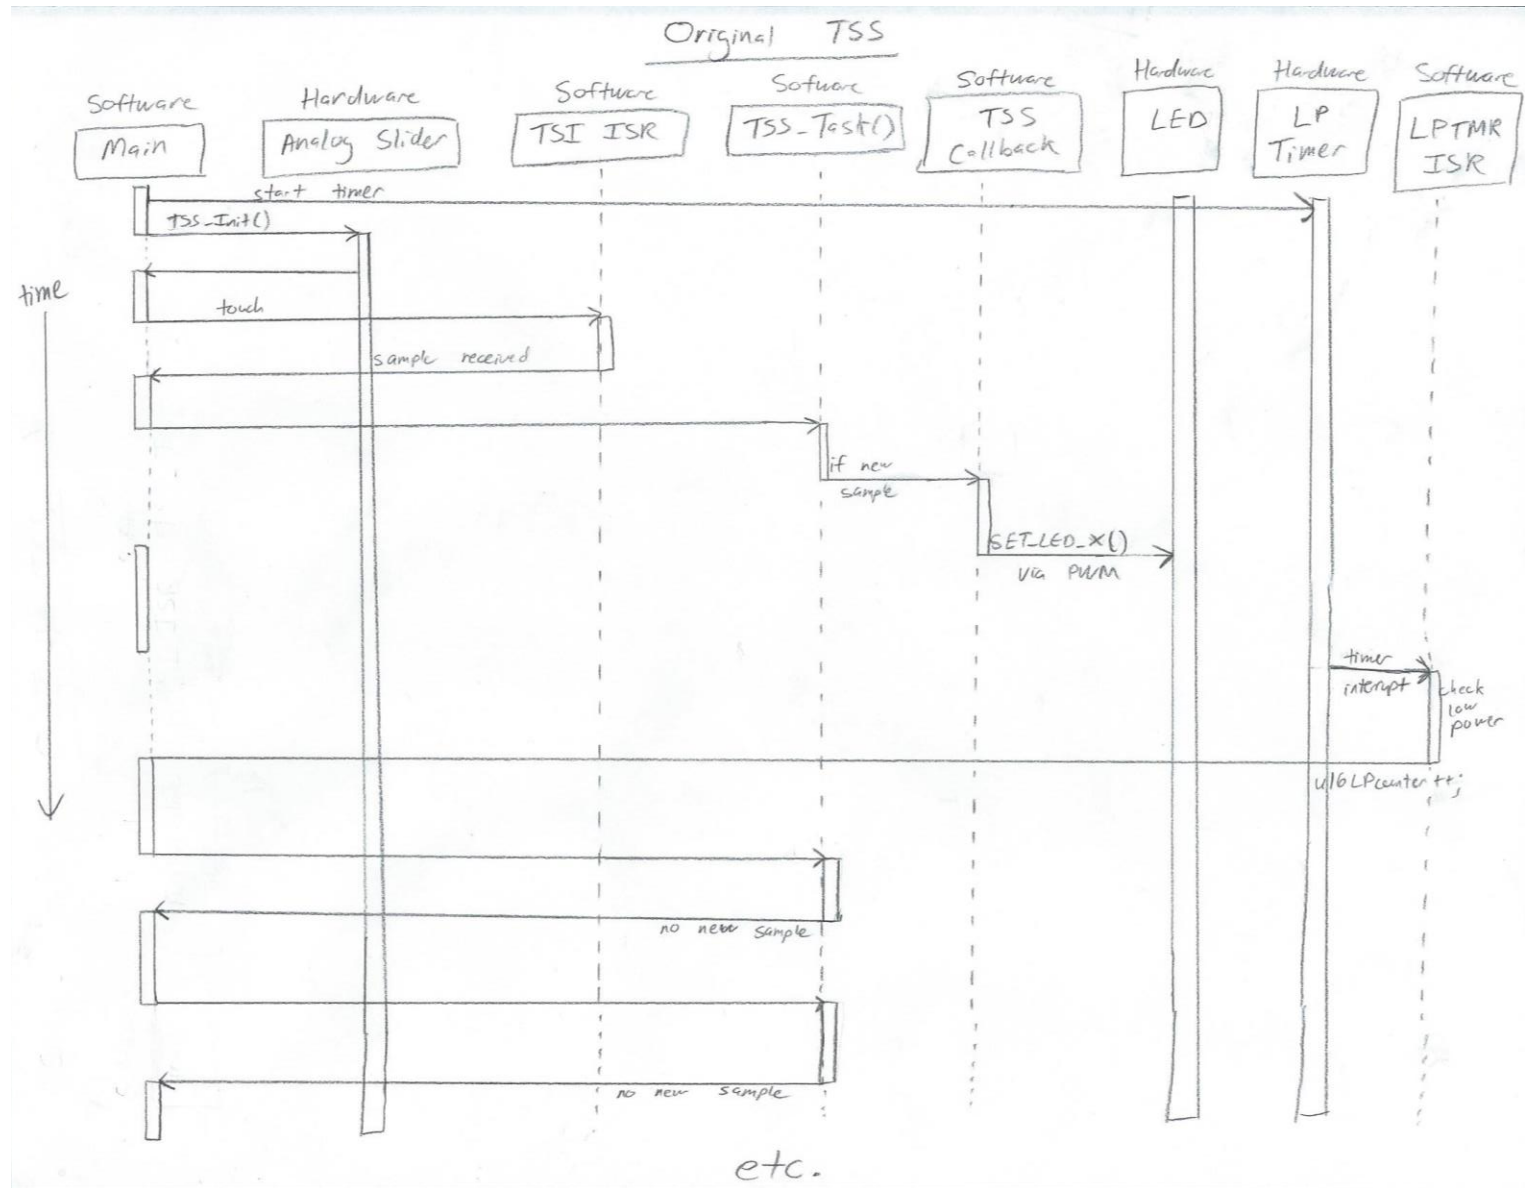 Original TSS
Software
Main
Hardware
Analog Slider
Software
TSI ISR
Software
TSS_Task()
Software
TSS
Callback
Hardware
LED
Hardware
LP
Timer
Software
LPTMR
ISR
start timer
TSS_Init()
time
touch
sample received
if new
sample
SET_LED_X()
via PWM
timer
interupt
check
low
power
u16LPcounter++;
no new sample
no new sample
etc.